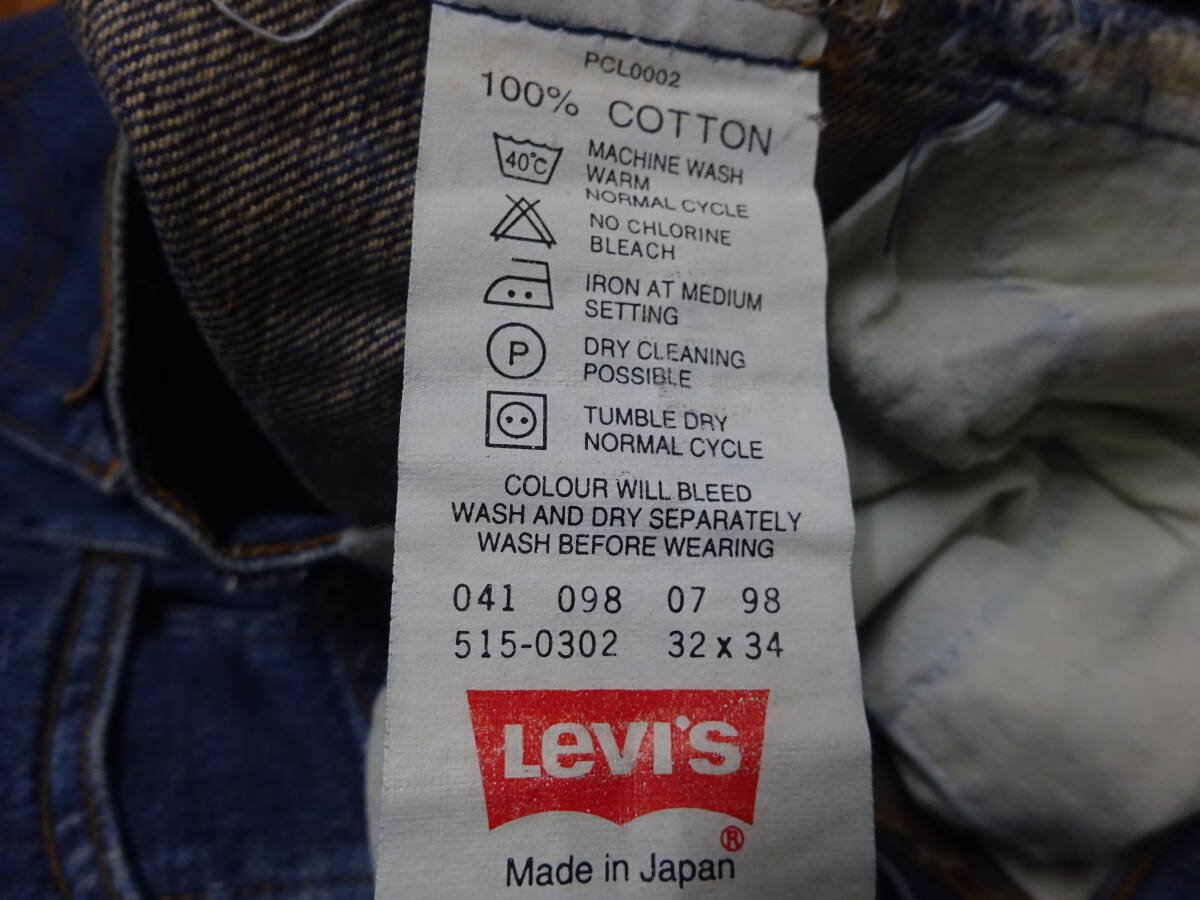 PCL0002
100% COTTON
40°C
MACHINE WASH
WARM
NORMAL CYCLE
NO CHLORINE
BLEACH
IRON AT MEDIUM
SETTING
P
DRY CLEANING
POSSIBLE
TUMBLE DRY
NORMAL CYCLE
COLOUR WILL BLEED
WASH AND DRY SEPARATELY
WASH BEFORE WEARING
041 098 07 98
515-0302 32 x 34
LEVI'S
®
Made in Japan